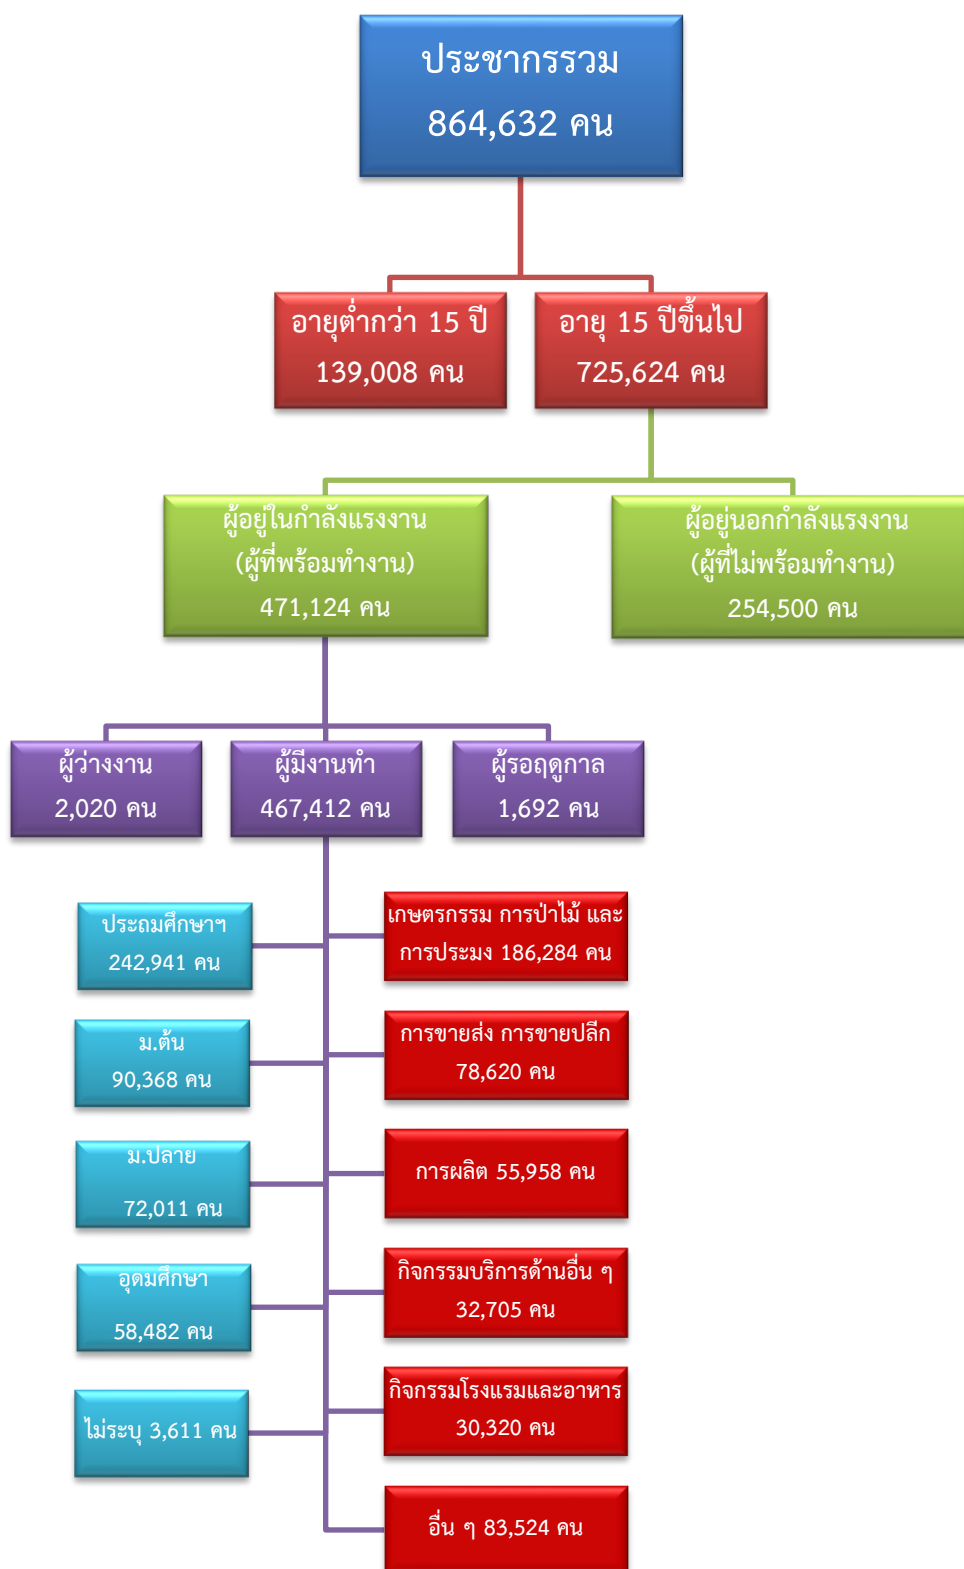 ประชากรรวม
864,632 คน
อายุต่ำกว่า 15 ปี
139,008 คน
อายุ 15 ปีขึ้นไป
725,624 คน
ผู้อยู่ในกำลังแรงงาน
(ผู้ที่พร้อมทำงาน)
471,124 คน
ผู้อยู่นอกกำลังแรงงาน
(ผู้ที่ไม่พร้อมทำงาน)
254,500 คน
ผู้ว่างงาน
2,020 คน
ผู้มีงานทำ
467,412 คน
ผู้รอฤดูกาล
1,692 คน
ประถมศึกษาฯ
242,941 คน
ม.ต้น
90,368 คน
ม.ปลาย
72,011 คน
อุดมศึกษา
58,482 คน
ไม่ระบุ 3,611 คน
เกษตรกรรม การป่าไม้ และ
การประมง 186,284 คน
การขายส่ง การขายปลีก
78,620 คน
การผลิต 55,958 คน
กิจกรรมบริการด้านอื่น ๆ
32,705 คน
กิจกรรมโรงแรมและอาหาร
30,320 คน
อื่น ๆ 83,524 คน